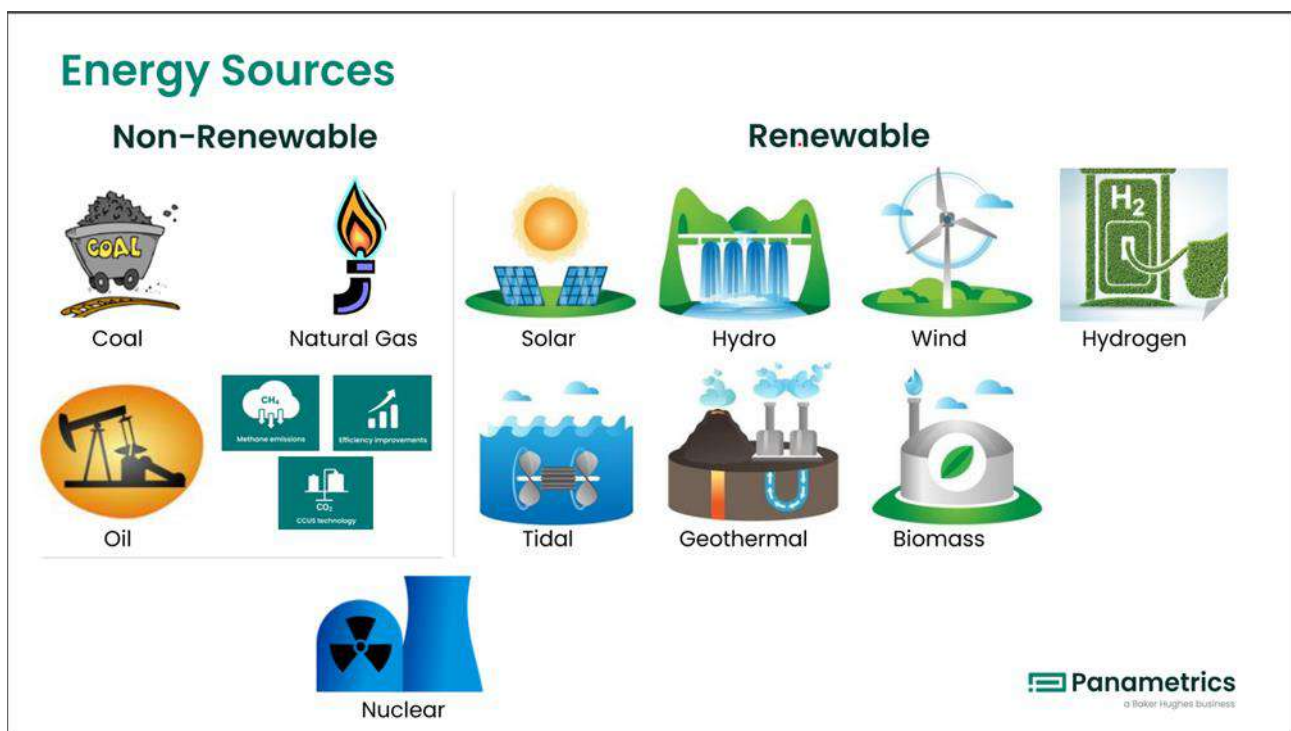 Energy Sources
Non-Renewable
Renewable
COAL
H2
Coal
Natural Gas
Solar
Hydro
Wind
Hydrogen
CH4
Methane emissions
Efficiency improvements
CO2
CCUS technology
Oil
Tidal
Geothermal
Biomass
Nuclear
Panametrics
a Baker Hughes business